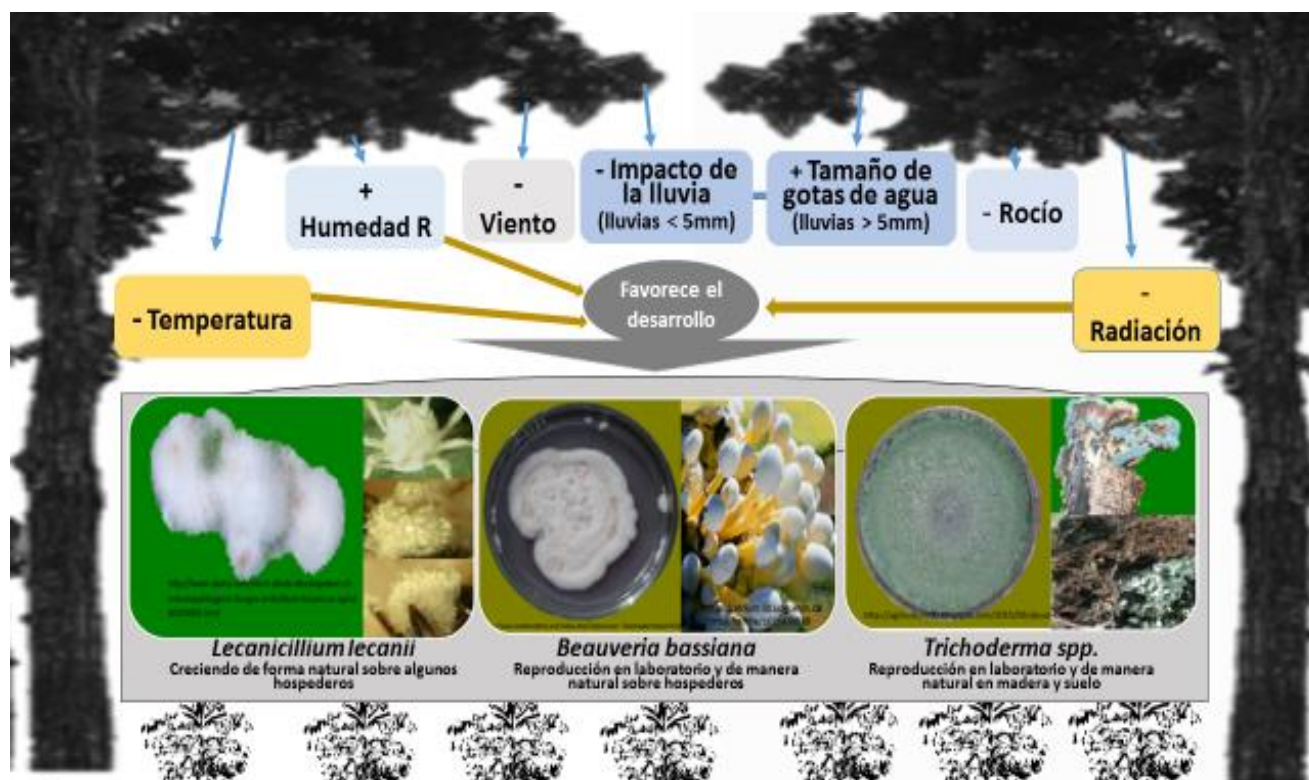 +
Humedad R
-
Viento
- Impacto de
la lluvia
(lluvias < 5mm)
+ Tamaño de
gotas de agua
(lluvias > 5mm)
- Rocío
- Temperatura
Favorece el
desarrollo
-
Radiación
Lecanicillium lecanii
Creciendo de forma natural sobre algunos
hospederos
Beauveria bassiana
Reproducción en laboratorio y de manera
natural sobre hospederos
Trichoderma spp.
Reproducción en laboratorio y de manera
natural en madera y suelo